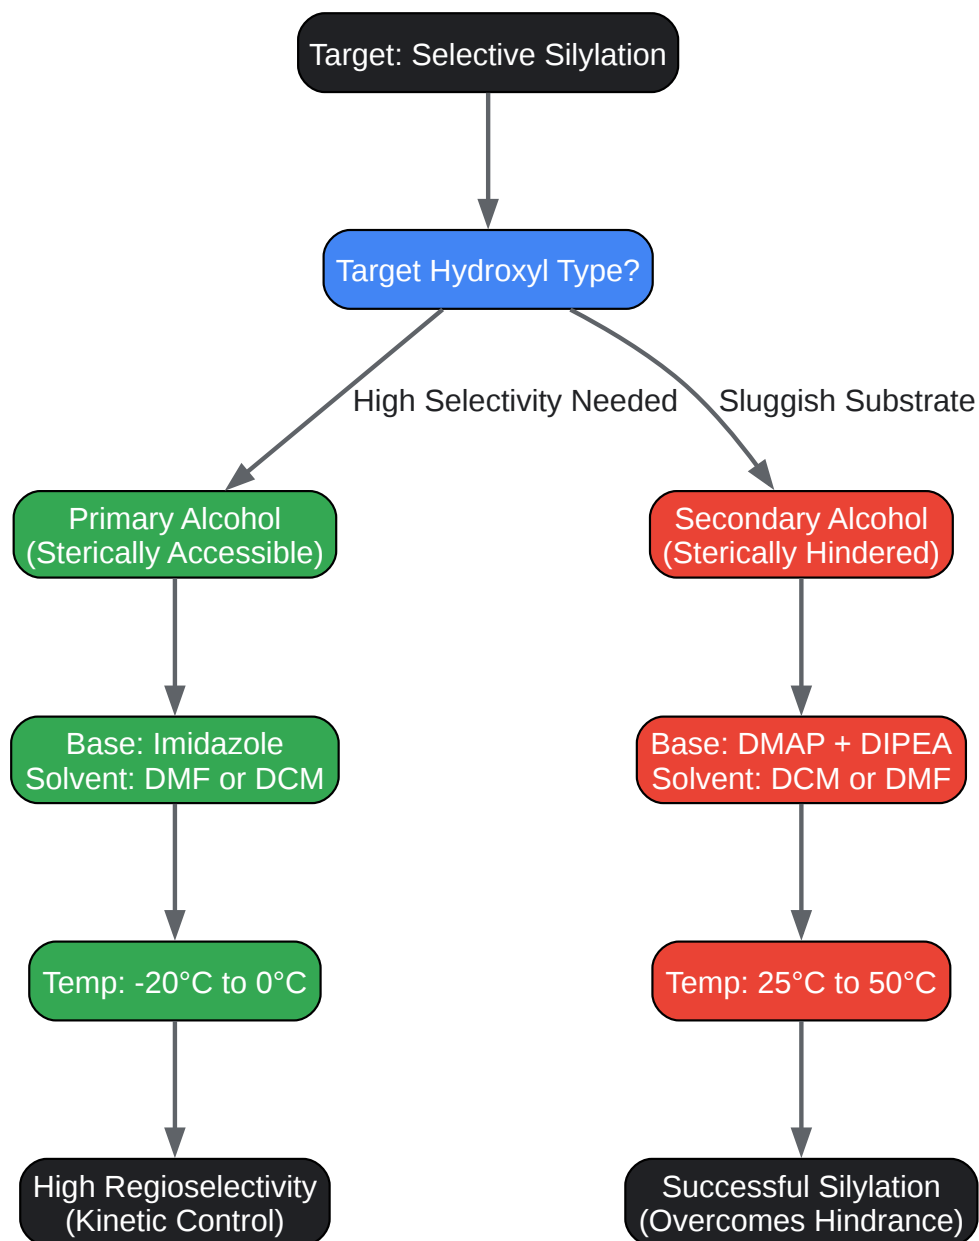 Target: Selective Silylation
Target Hydroxyl Type?
High Selectivity Needed
Sluggish Substrate
Primary Alcohol
(Sterically Accessible)
Secondary Alcohol
(Sterically Hindered)
Base: Imidazole
Solvent: DMF or DCM
Base: DMAP + DIPEA
Solvent: DCM or DMF
Temp: -20°C to 0°C
Temp: 25°C to 50°C
High Regioselectivity
(Kinetic Control)
Successful Silylation
(Overcomes Hindrance)